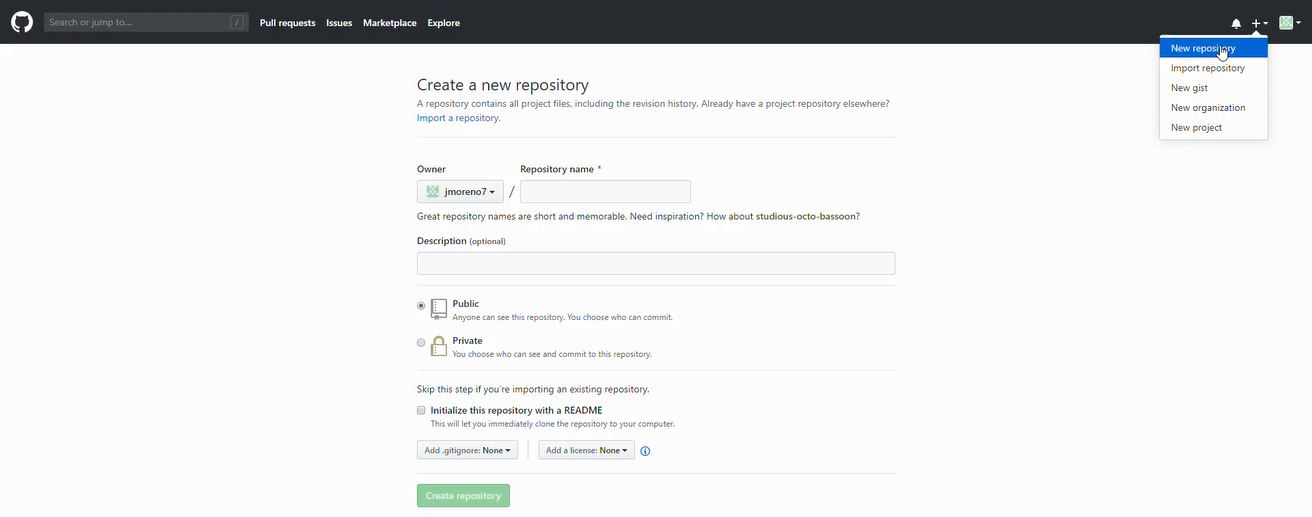 Search or jump to... /
Pull requests Issues Marketplace Explore
New repository
Import repository
New gist
New organization
New project
Create a new repository
A repository contains all project files, including the revision history. Already have a project repository elsewhere?
Import a repository.
Owner Repository name *
jmoreno7 /
Great repository names are short and memorable. Need inspiration? How about studious-octo-bassoon?
Description (optional)
Public
Anyone can see this repository. You choose who can commit.
Private
You choose who can see and commit to this repository.
Skip this step if you're importing an existing repository.
Initialize this repository with a README
This will let you immediately clone the repository to your computer.
Add .gitignore: None Add a license: None
Create repository